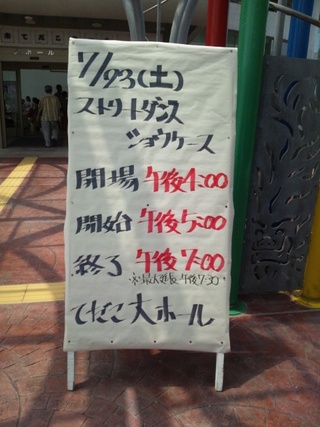 7/23(土)
ストリートダンス
ショウケース
開場 午後4:00
開始 午後5:00
終了 午後7:00
※最大延長 午後7:30
てだこ大ホール